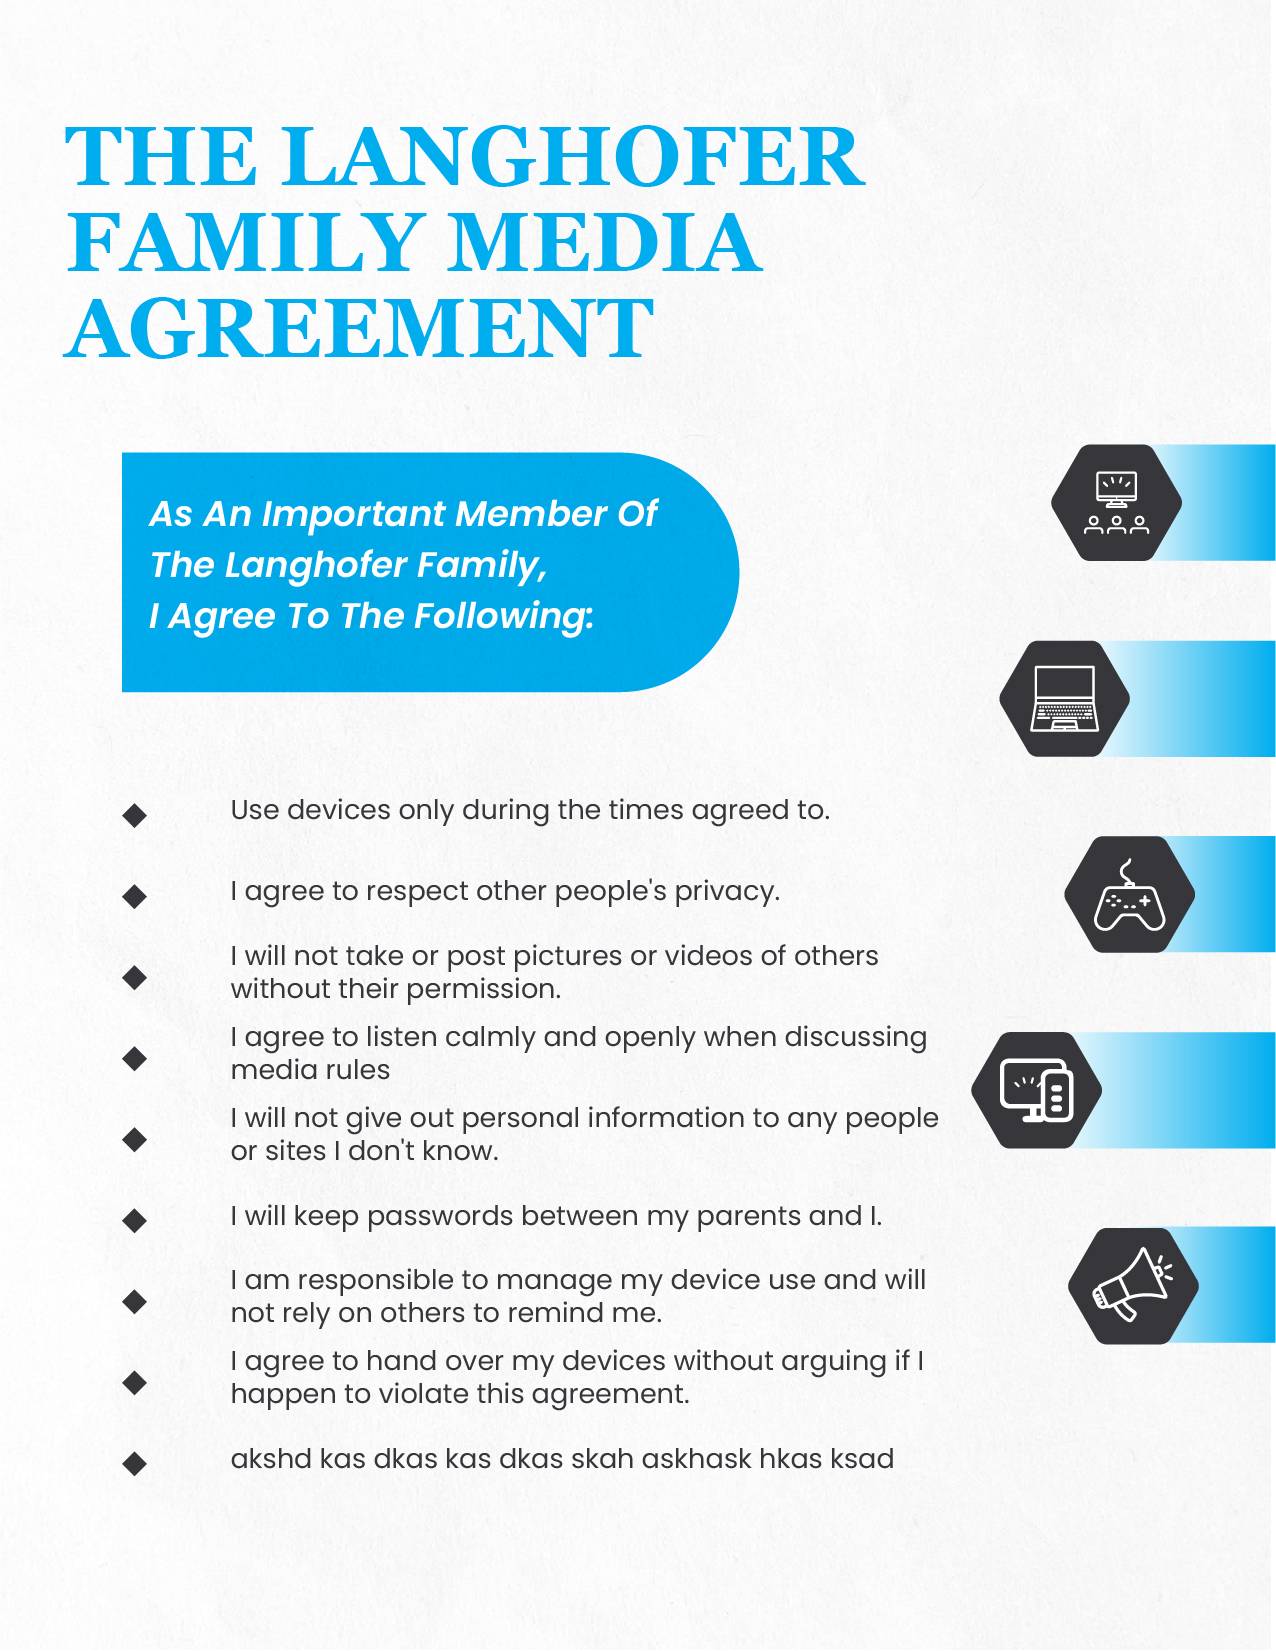 THE LANGHOFER
FAMILY MEDIA
AGREEMENT
As An Important Member Of
The Langhofer Family,
I Agree To The Following:
Use devices only during the times agreed to.
I agree to respect other people's privacy.
I will not take or post pictures or videos of others
without their permission.
I agree to listen calmly and openly when discussing
media rules
I will not give out personal information to any people
or sites I don't know.
I will keep passwords between my parents and I.
I am responsible to manage my device use and will
not rely on others to remind me.
I agree to hand over my devices without arguing if I
happen to violate this agreement.
akshd kas dkas kas dkas skah askhask hkas ksad